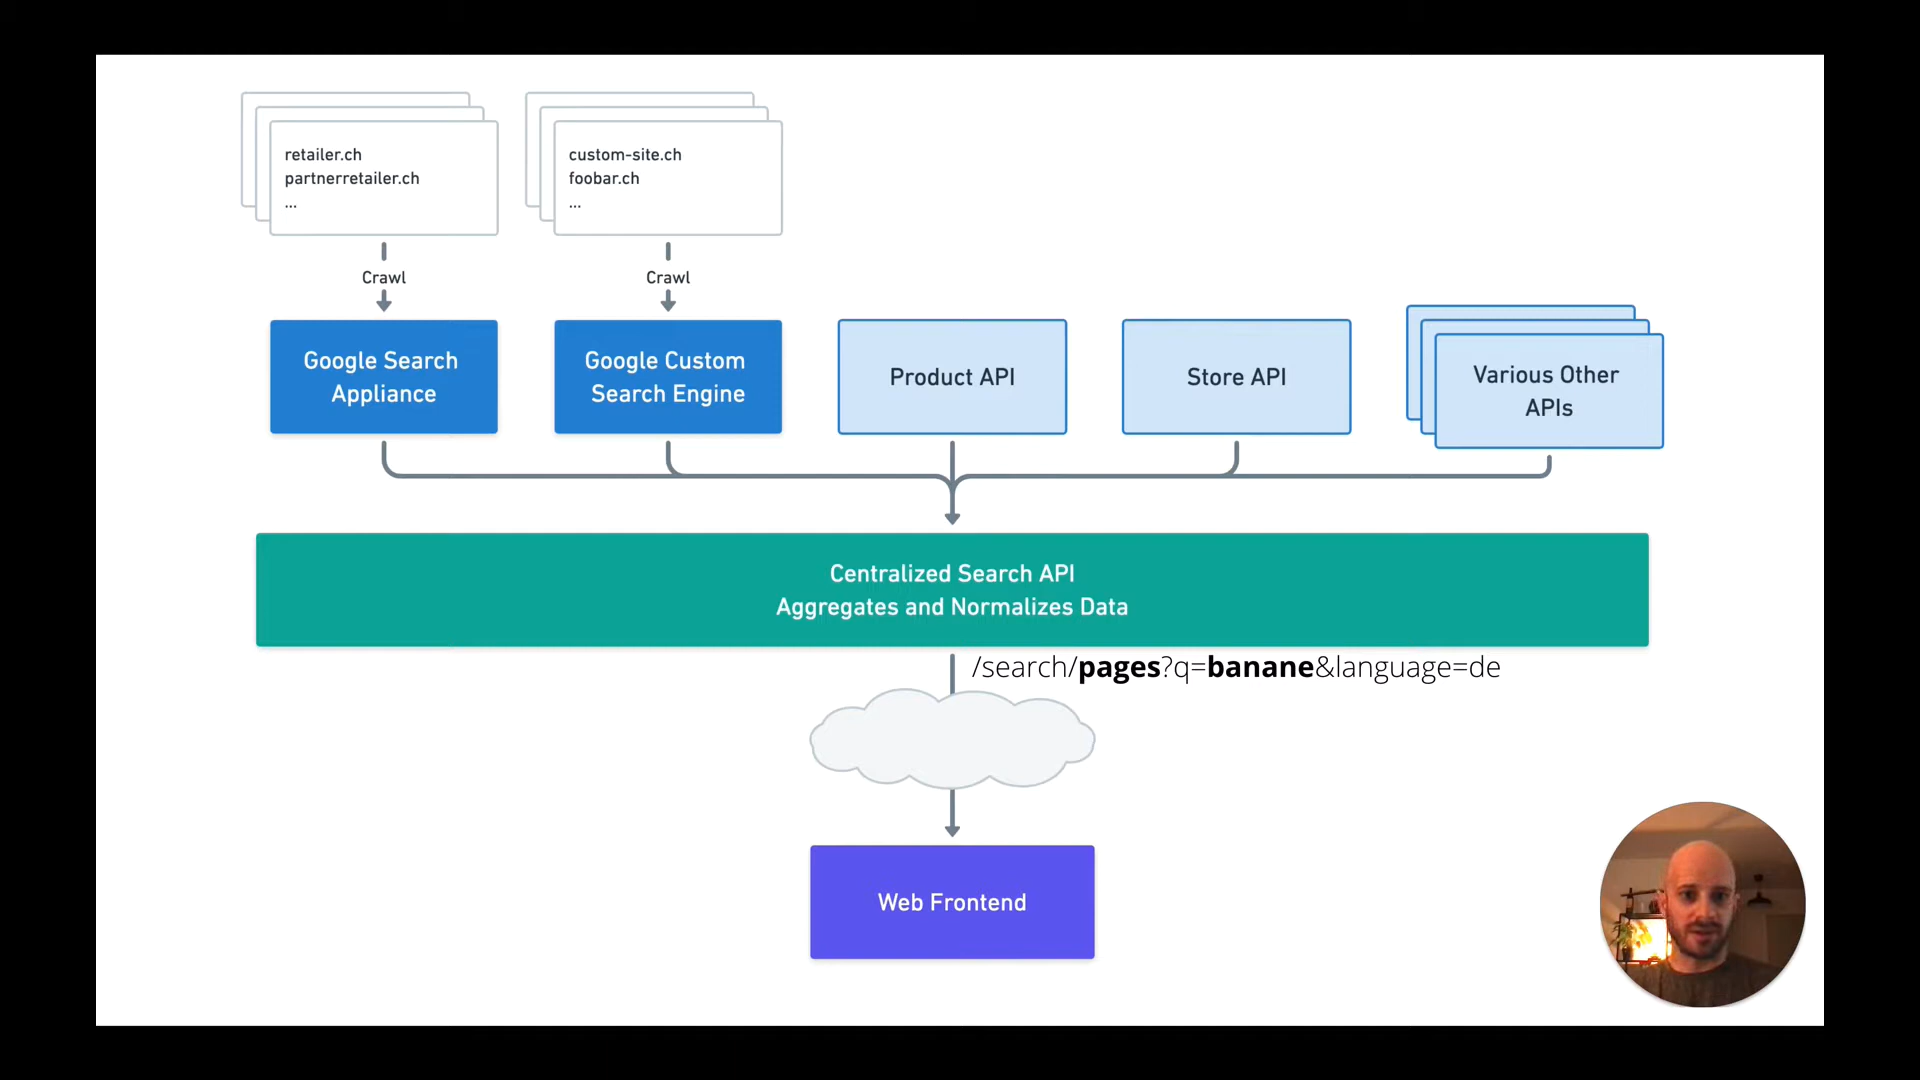 retailer.ch
partnerretailer.ch
...
custom-site.ch
foobar.ch
...
Crawl
Crawl
Google Search
Appliance
Google Custom
Search Engine
Product API
Store API
Various Other
APIs
Centralized Search API
Aggregates and Normalizes Data
/search/pages?q=banane&language=de
Web Frontend